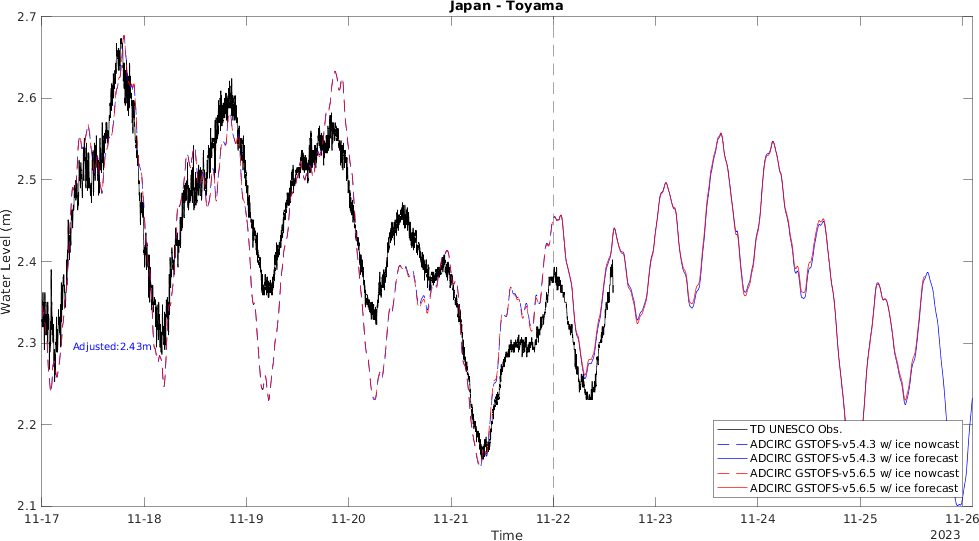 Japan - Toyama
2.7
2.6
2.5
2.4
2.3
2.2
2.1
Water Level (m)
Adjusted:2.43m
TD UNESCO Obs.
ADCIRC GSTOFS-v5.4.3 w/ ice nowcast
ADCIRC GSTOFS-v5.4.3 w/ ice forecast
ADCIRC GSTOFS-v5.6.5 w/ ice nowcast
ADCIRC GSTOFS-v5.6.5 w/ ice forecast
11-17 11-18 11-19 11-20 11-21 11-22 11-23 11-24 11-25 11-26
Time
2023